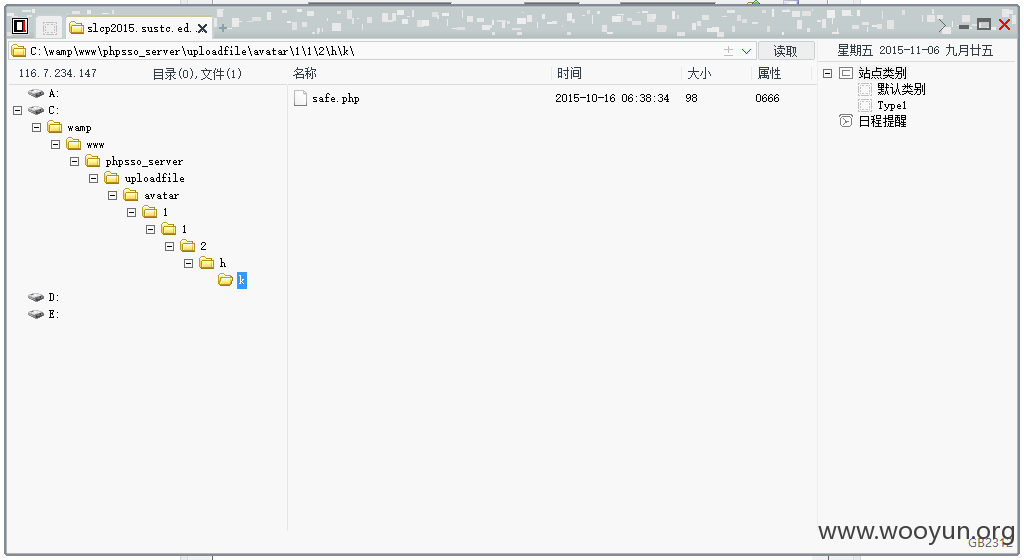 slcp2015. sustc. ed.
C:\wamp\www\phpsso_server\uploadfile\avatar\1\1\2\h\k\
读取
星期五 2015-11-06 九月廿五
116.7.234.147 目录(0),文件(1)
名称 时间 大小 属性
safe.php 2015-10-16 06:38:34 98 0666
A:
C:
wamp
www
phpsso_server
uploadfile
avatar
1
1
2
h
k
D:
E:
站点类别
默认类别
Type1
日程提醒
www.wooyun.org
GB2312